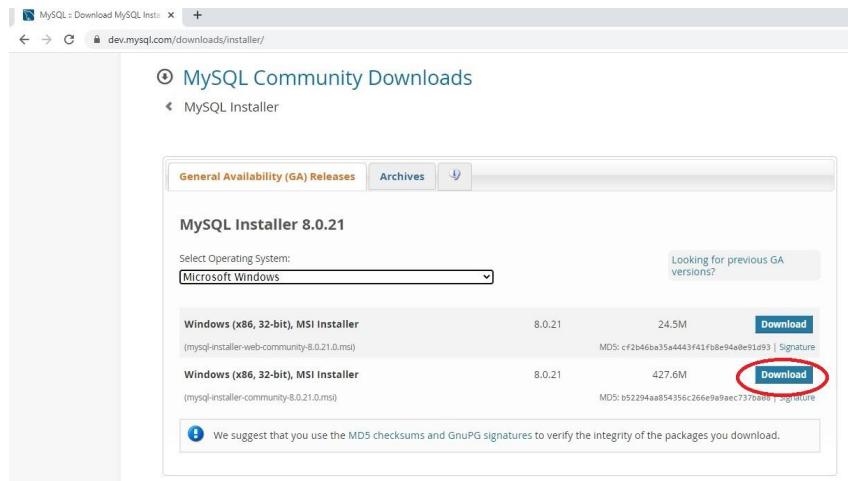 MySQL :: Download MySQL Insta
dev.mysql.com/downloads/installer/
MySQL Community Downloads
MySQL Installer
General Availability (GA) Releases Archives
MySQL Installer 8.0.21
Select Operating System:
Microsoft Windows
Looking for previous GA
versions?
Windows (x86, 32-bit), MSI Installer 8.0.21 24.5M Download
(mysql-installer-web-community-8.0.21.0.msi) MD5: cf2b46ba35a4443f41fb8e94a0e91d93 | Signature
Windows (x86, 32-bit), MSI Installer 8.0.21 427.6M Download
(mysql-installer-community-8.0.21.0.msi) MD5: | Signature
We suggest that you use the MD5 checksums and GnuPG signatures to verify the integrity of the packages you download.